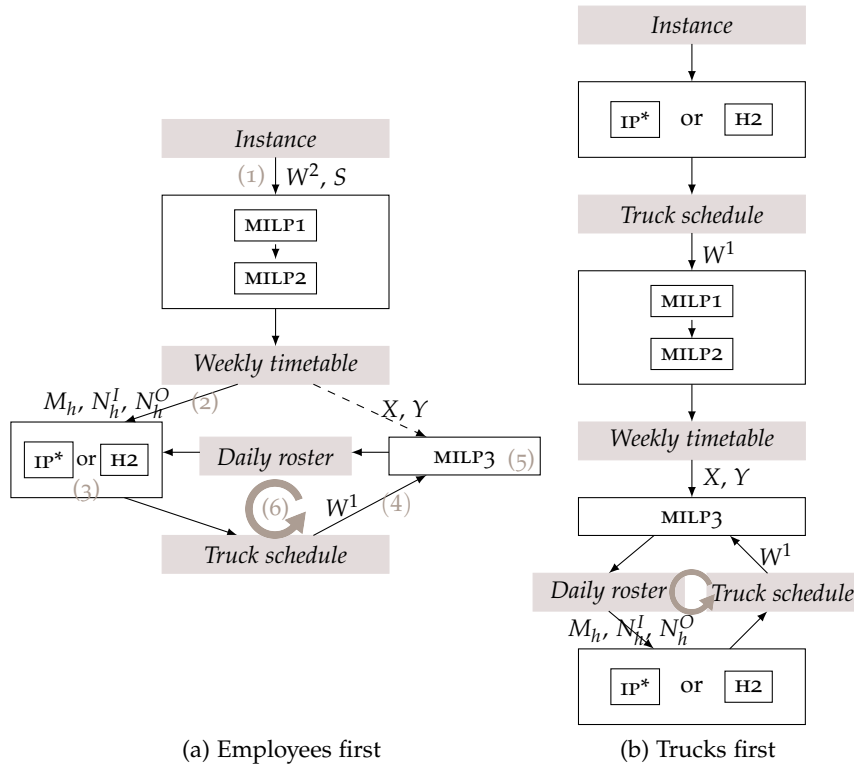 Instance
(1) W², S
MILP1
MILP2
Weekly timetable
M_h, N_h^I, N_h^O (2)
X, Y
IP* or H2
(3)
Daily roster
MILP3 (5)
(6)
W¹ (4)
Truck schedule
(a) Employees first
Instance
IP* or H2
Truck schedule
W¹
MILP1
MILP2
Weekly timetable
X, Y
MILP3
W¹
Daily roster
Truck schedule
M_h, N_h^I, N_h^O
IP* or H2
(b) Trucks first